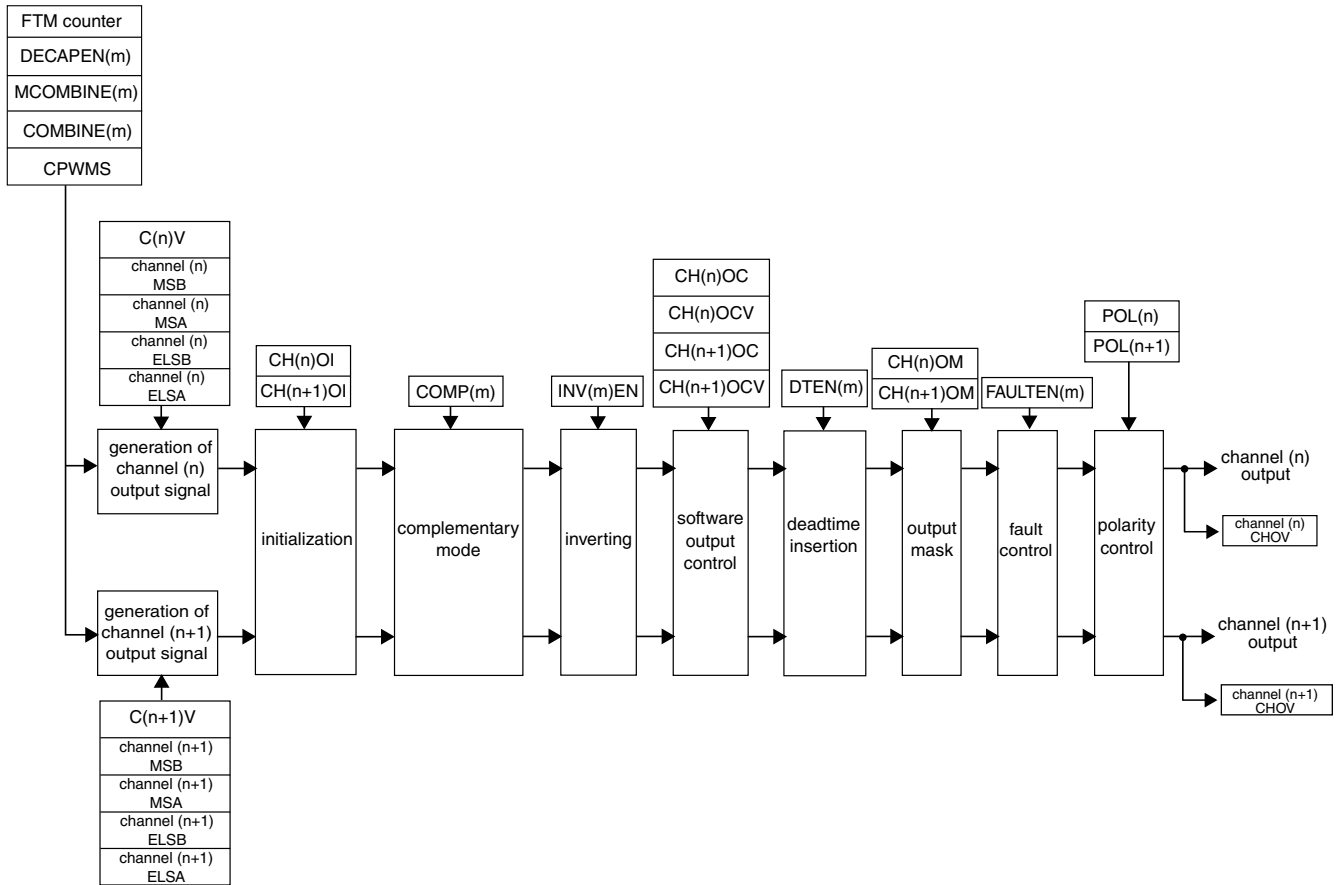 FTM counter
DECAPEN(m)
MCOMBINE(m)
COMBINE(m)
CPWMS
C(n)V
channel (n)
MSB
channel (n)
MSA
channel (n)
ELSB
channel (n)
ELSA
CH(n)OI
CH(n+1)OI
COMP(m)
INV(m)EN
CH(n)OC
CH(n)OCV
CH(n+1)OC
CH(n+1)OCV
DTEN(m)
CH(n)OM
CH(n+1)OM
FAULTEN(m)
POL(n)
POL(n+1)
generation of
channel (n)
output signal
initialization
complementary
mode
inverting
software
output
control
deadtime
insertion
output
mask
fault
control
polarity
control
channel (n)
output
channel (n)
CHOV
generation of
channel (n+1)
output signal
channel (n+1)
output
channel (n+1)
CHOV
C(n+1)V
channel (n+1)
MSB
channel (n+1)
MSA
channel (n+1)
ELSB
channel (n+1)
ELSA